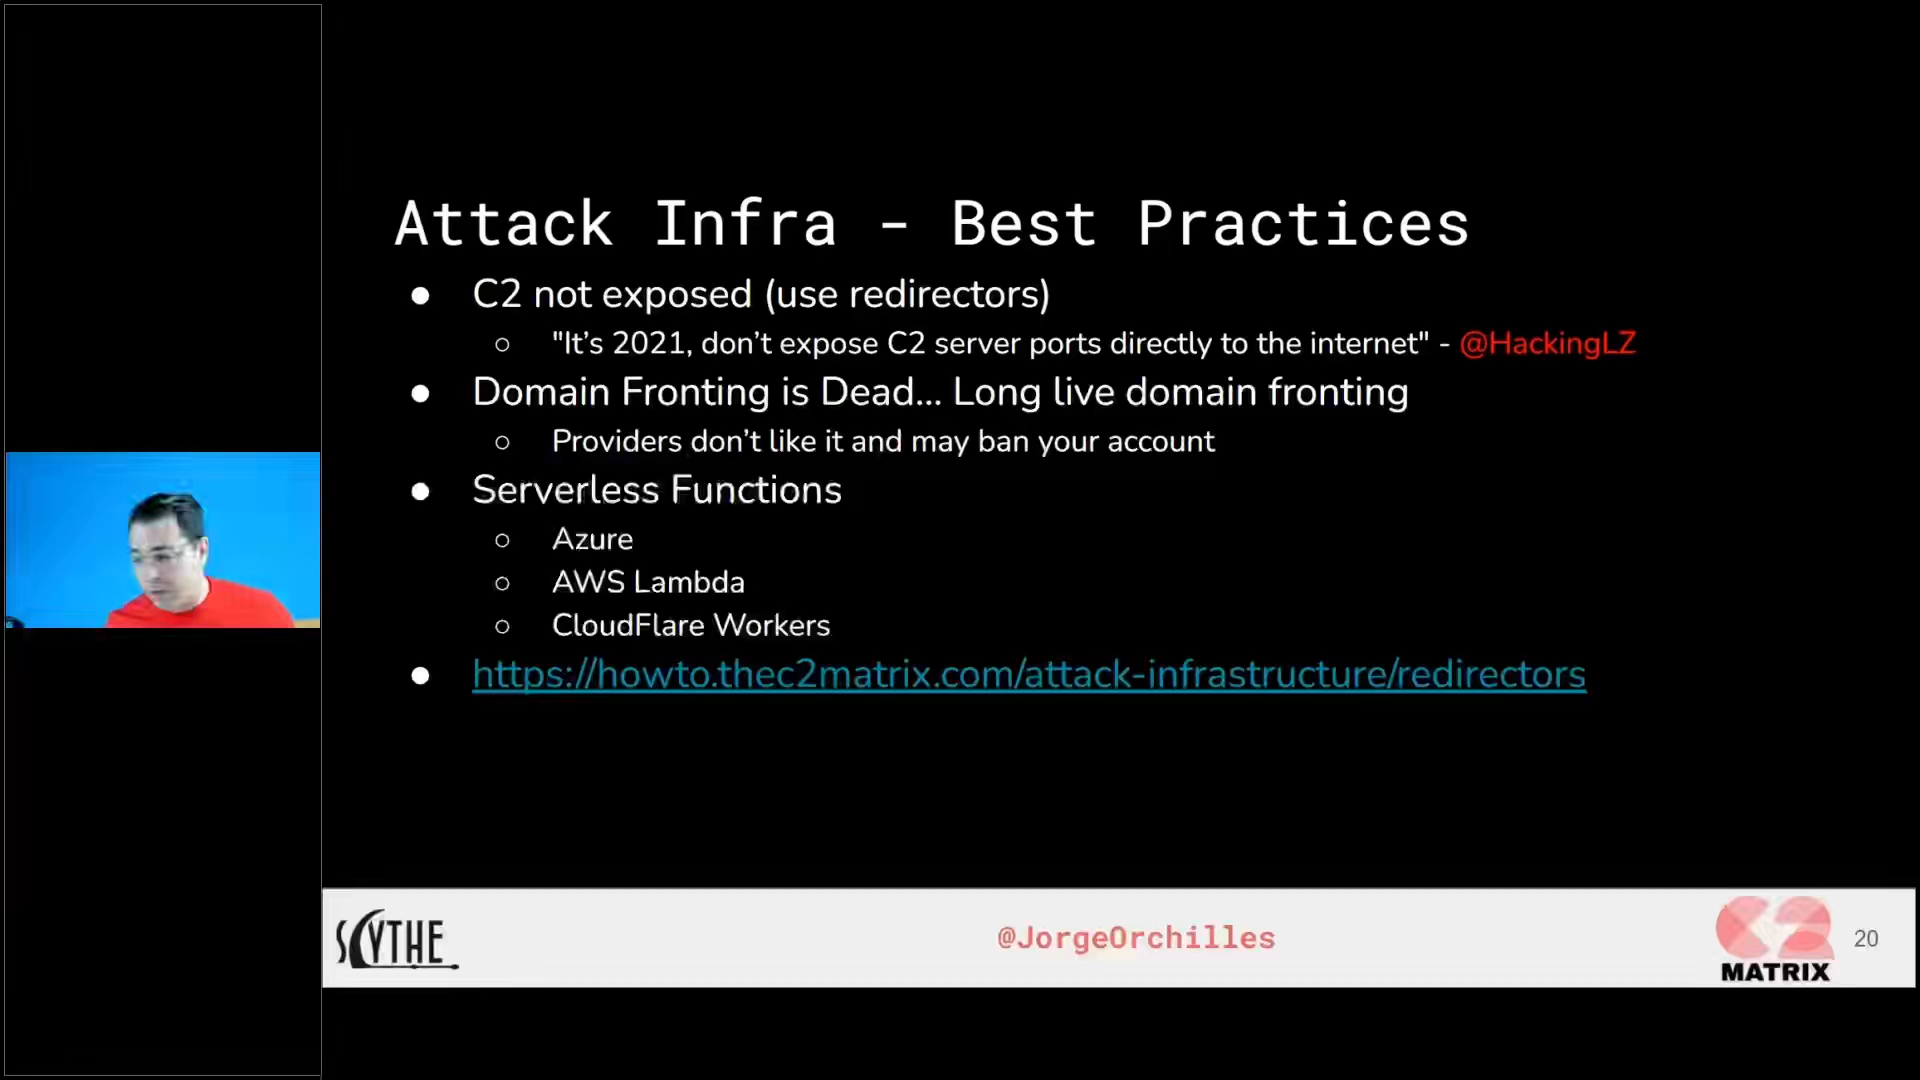 Attack Infra - Best Practices
● C2 not exposed (use redirectors)
○ "It's 2021, don't expose C2 server ports directly to the internet" - @HackingLZ
● Domain Fronting is Dead... Long live domain fronting
○ Providers don't like it and may ban your account
● Serverless Functions
○ Azure
○ AWS Lambda
○ CloudFlare Workers
● https://howto.thec2matrix.com/attack-infrastructure/redirectors
SCYTHE
@JorgeOrchilles
C2
MATRIX
20